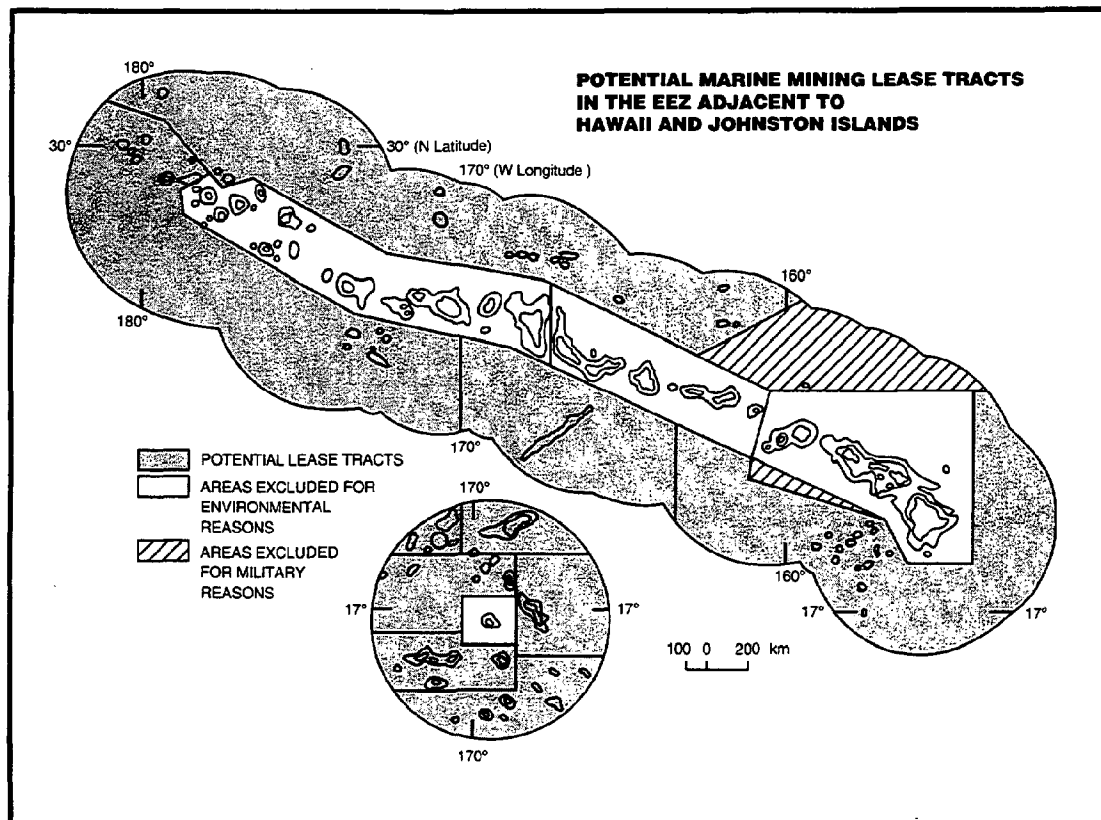 POTENTIAL MARINE MINING LEASE TRACTS
IN THE EEZ ADJACENT TO
HAWAII AND JOHNSTON ISLANDS
180°
30°
30° (N Latitude)
170° (W Longitude)
160°
180°
170°
POTENTIAL LEASE TRACTS
AREAS EXCLUDED FOR
ENVIRONMENTAL
REASONS
AREAS EXCLUDED
FOR MILITARY
REASONS
170°
17°
17°
170°
160°
17°
17°
100 0 200 km